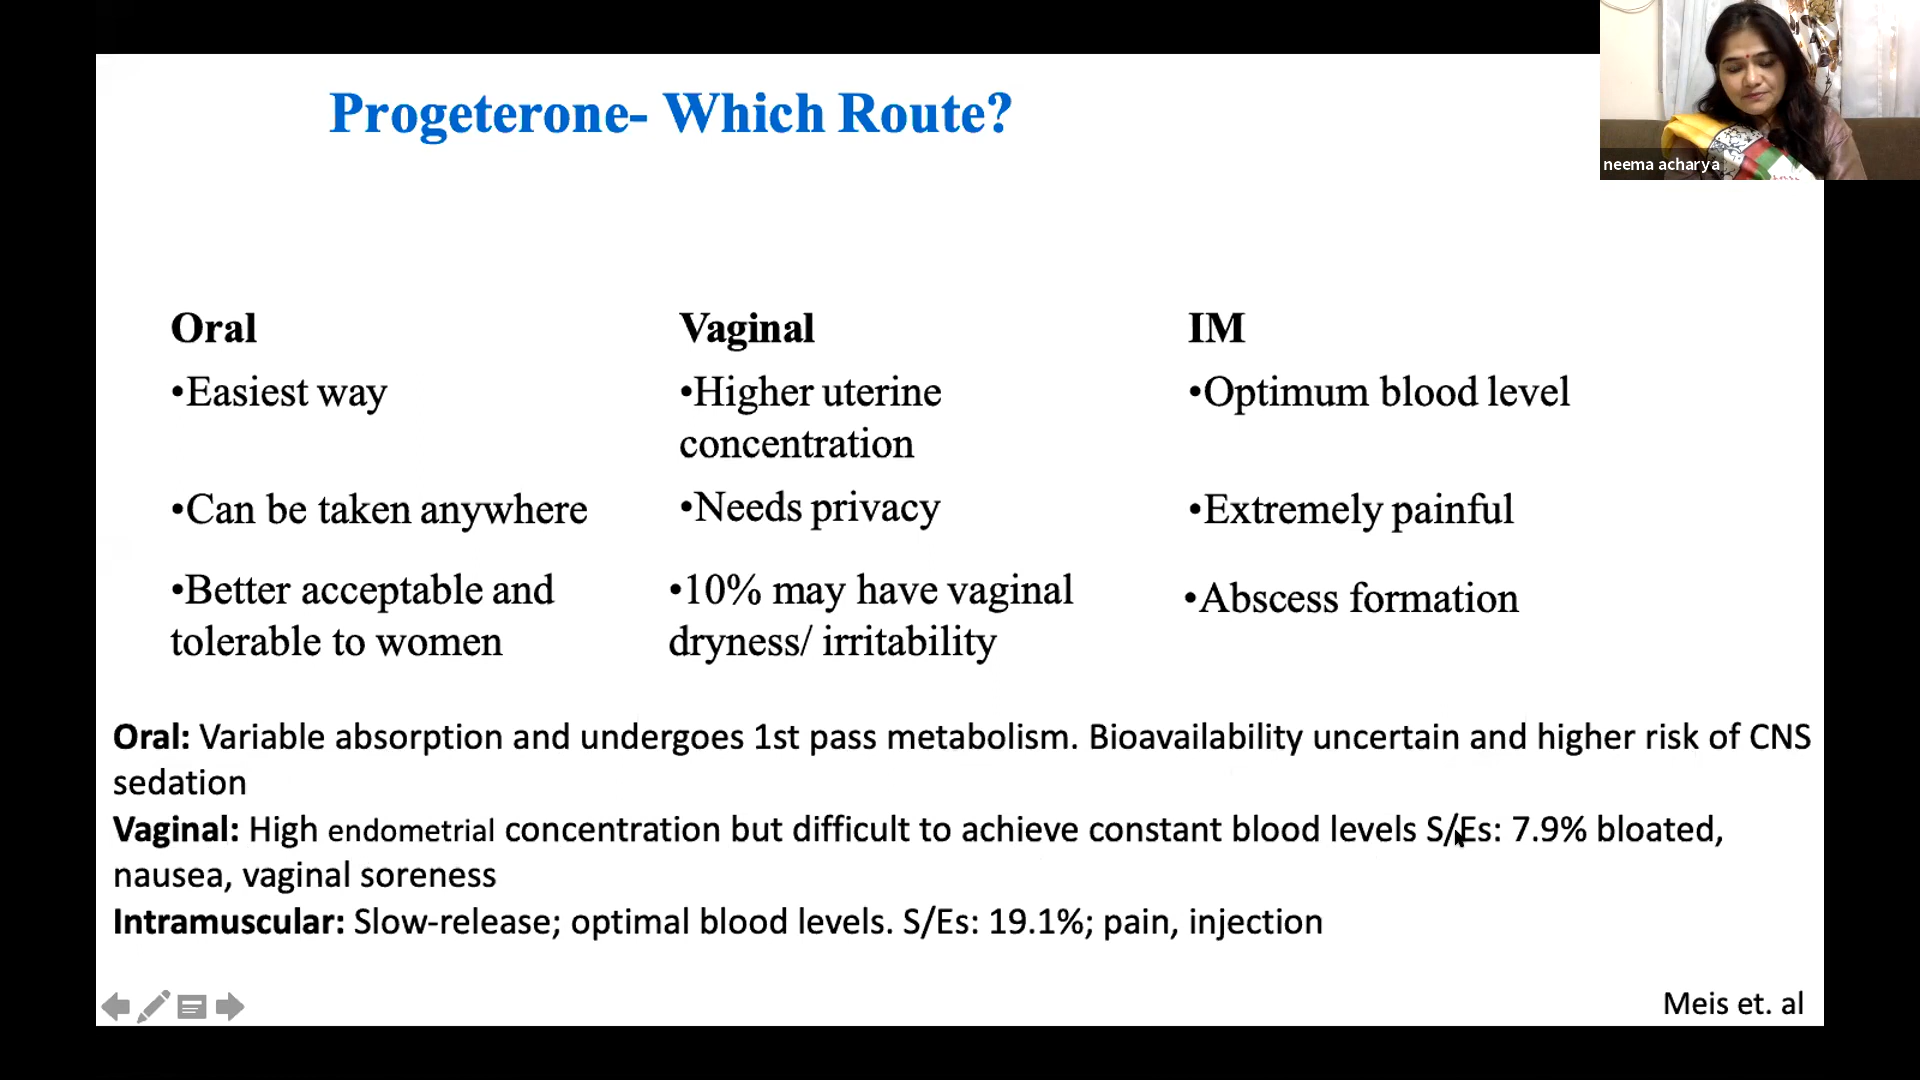 Progeterone- Which Route?
neema acharya
Oral
•Easiest way
•Can be taken anywhere
•Better acceptable and
tolerable to women
Vaginal
•Higher uterine
concentration
•Needs privacy
•10% may have vaginal
dryness/ irritability
IM
•Optimum blood level
•Extremely painful
•Abscess formation
Oral: Variable absorption and undergoes 1st pass metabolism. Bioavailability uncertain and higher risk of CNS
sedation
Vaginal: High endometrial concentration but difficult to achieve constant blood levels S/Es: 7.9% bloated,
nausea, vaginal soreness
Intramuscular: Slow-release; optimal blood levels. S/Es: 19.1%; pain, injection
Meis et. al